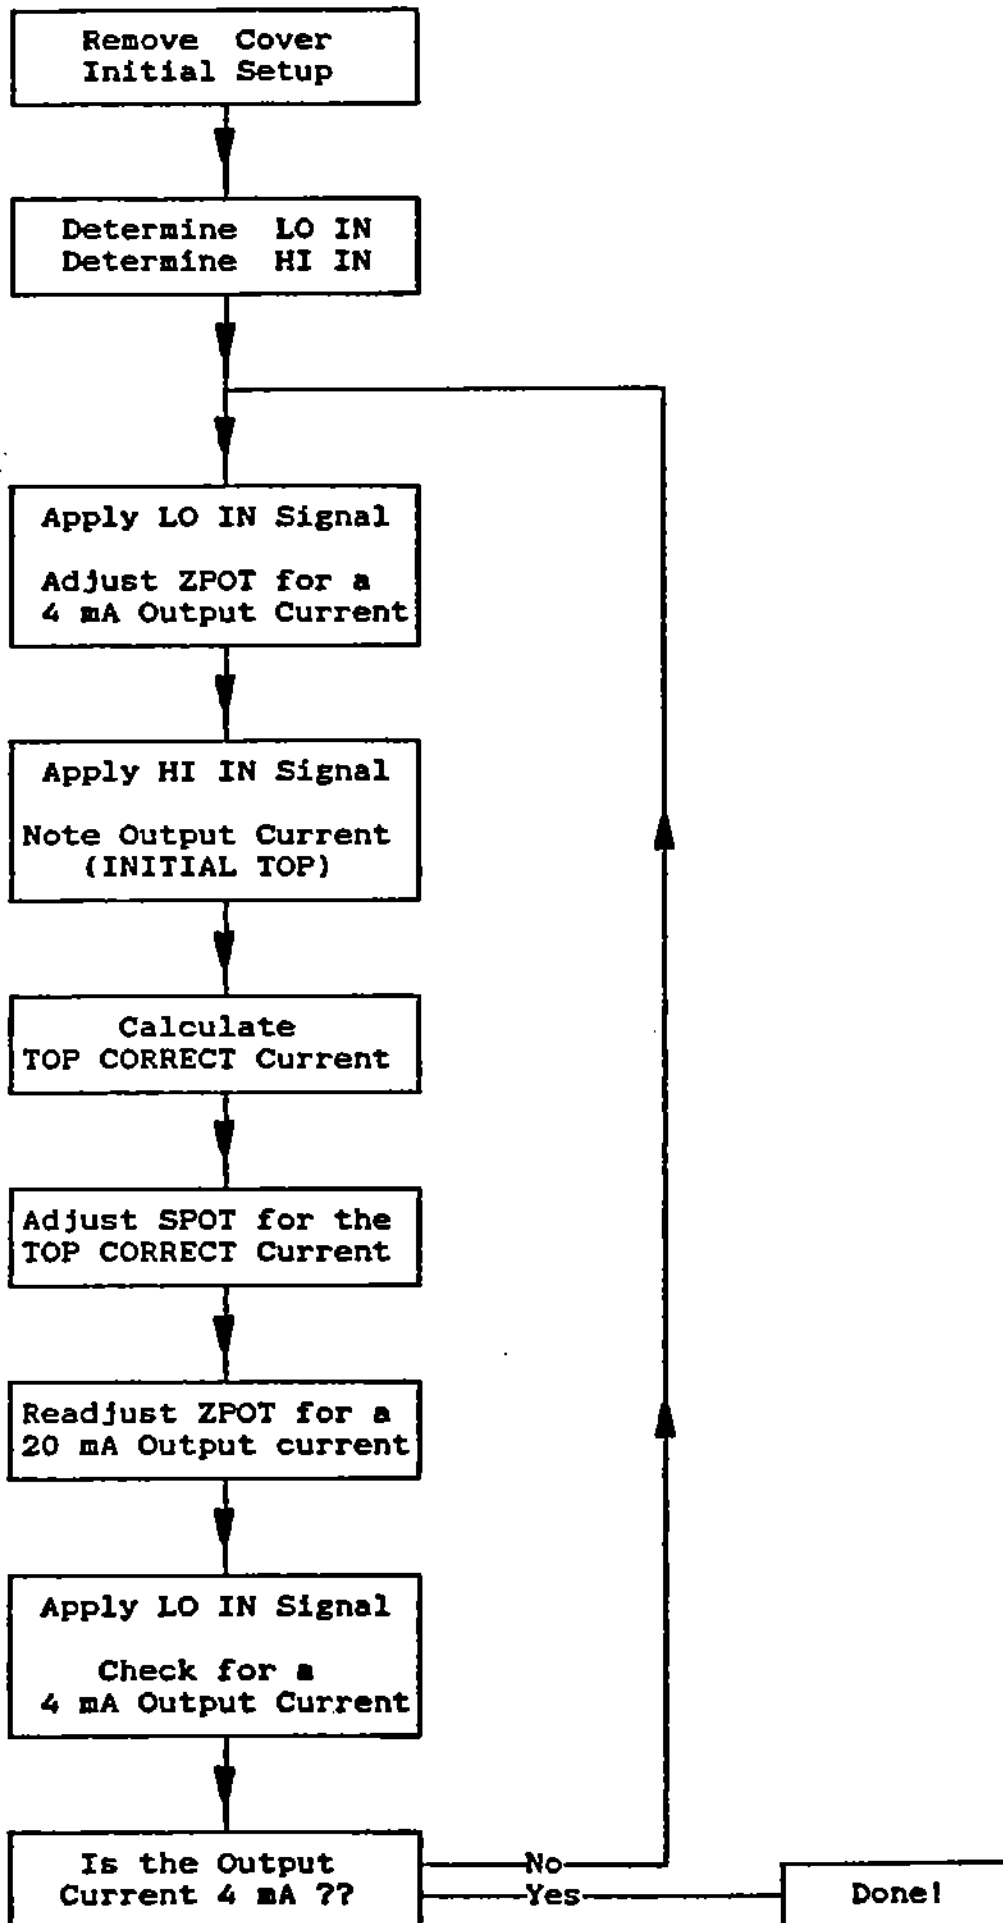 Remove Cover
Initial Setup
Determine LO IN
Determine HI IN
Apply LO IN Signal
Adjust ZPOT for a
4 mA Output Current
Apply HI IN Signal
Note Output Current
(INITIAL TOP)
Calculate
TOP CORRECT Current
Adjust SPOT for the
TOP CORRECT Current
Readjust ZPOT for a
20 mA Output current
Apply LO IN Signal
Check for a
4 mA Output Current
Is the Output
Current 4 mA ??
No
Yes
Done!